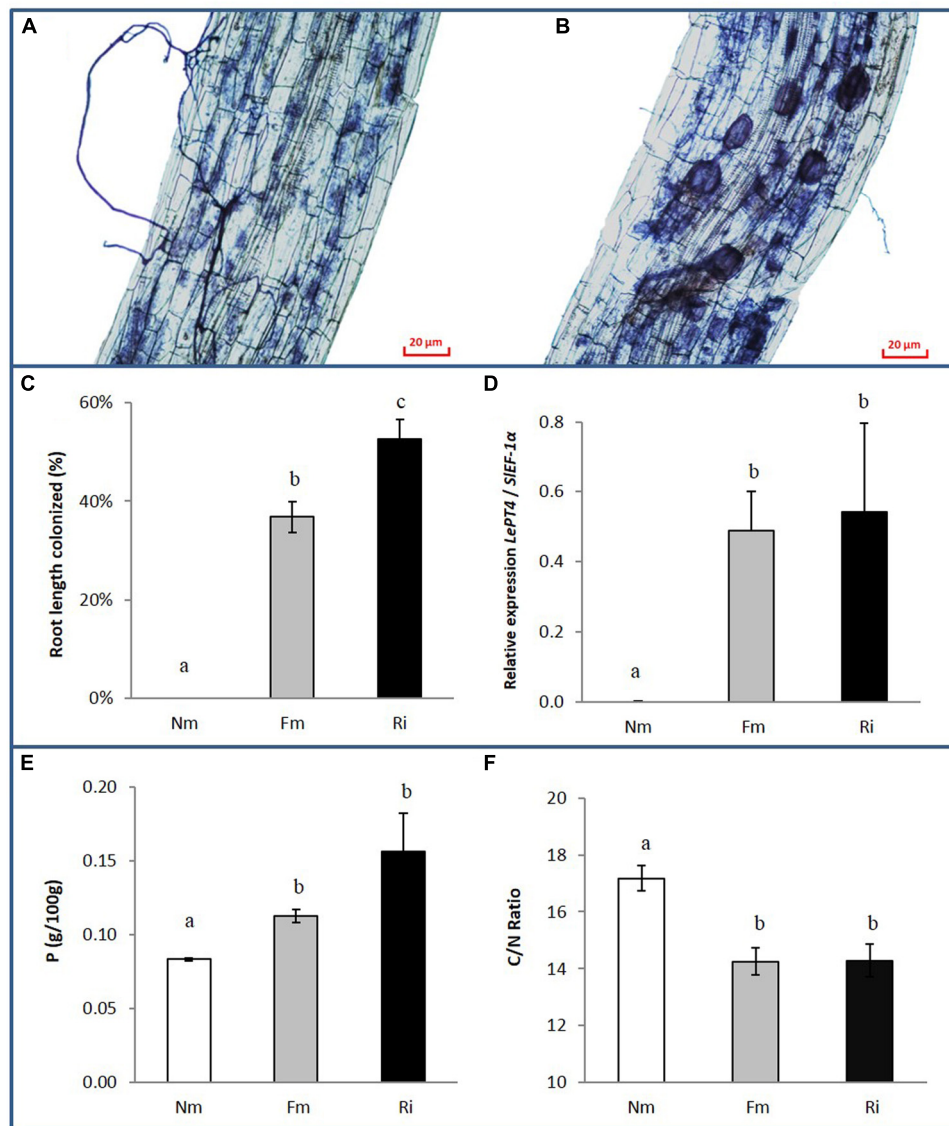 A
B
20 µm
20 µm
C
Root length colonized (%)
60%
40%
20%
0%
a
b
c
Nm
Fm
Ri
D
Relative expression LePT4 / SlEF-1α
0.8
0.6
0.4
0.2
0.0
a
b
b
Nm
Fm
Ri
E
P (g/100g)
0.20
0.15
0.10
0.05
0.00
a
b
b
Nm
Fm
Ri
F
C/N Ratio
20
18
16
14
12
10
a
b
b
Nm
Fm
Ri